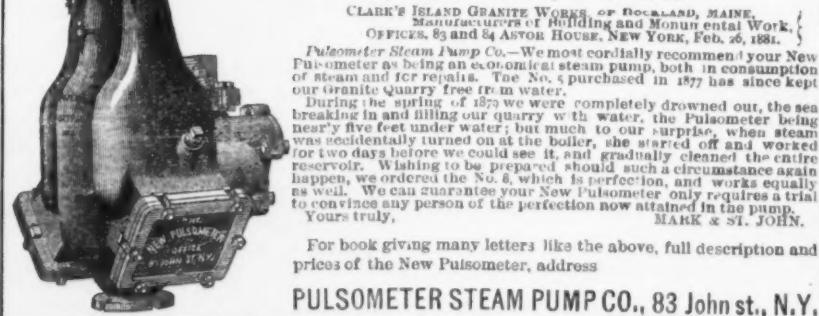 THE
NEW PULSOMETER
OFFICE
83 JOHN ST. N.Y.
CLARK'S ISLAND GRANITE WORKS, OF ROCKLAND, MAINE,
Manufacturers of Building and Monumental Work,
OFFICES, 83 and 84 ASTOR HOUSE, NEW YORK, Feb. 26, 1881.
Pulsometer Steam Pump Co.—We most cordially recommend your New
Pulsometer as being an economical steam pump, both in consumption
of steam and for repairs. The No. 5 purchased in 1877 has since kept
our Granite Quarry free from water.
During the spring of 1879 we were completely drowned out, the sea
breaking in and filling our quarry with water, the Pulsometer being
nearly five feet under water; but much to our surprise, when steam
was accidentally turned on at the boiler, she started off and worked
for two days before we could see it, and gradually cleaned the entire
reservoir. Wishing to be prepared should such a circumstance again
happen, we ordered the No. 8, which is perfection, and works equally
as well. We can guarantee your New Pulsometer only requires a trial
to convince any person of the perfection now attained in the pump.
Yours truly, MARK & ST. JOHN.
For book giving many letters like the above, full description and
prices of the New Pulsometer, address
PULSOMETER STEAM PUMP CO., 83 John st., N.Y.